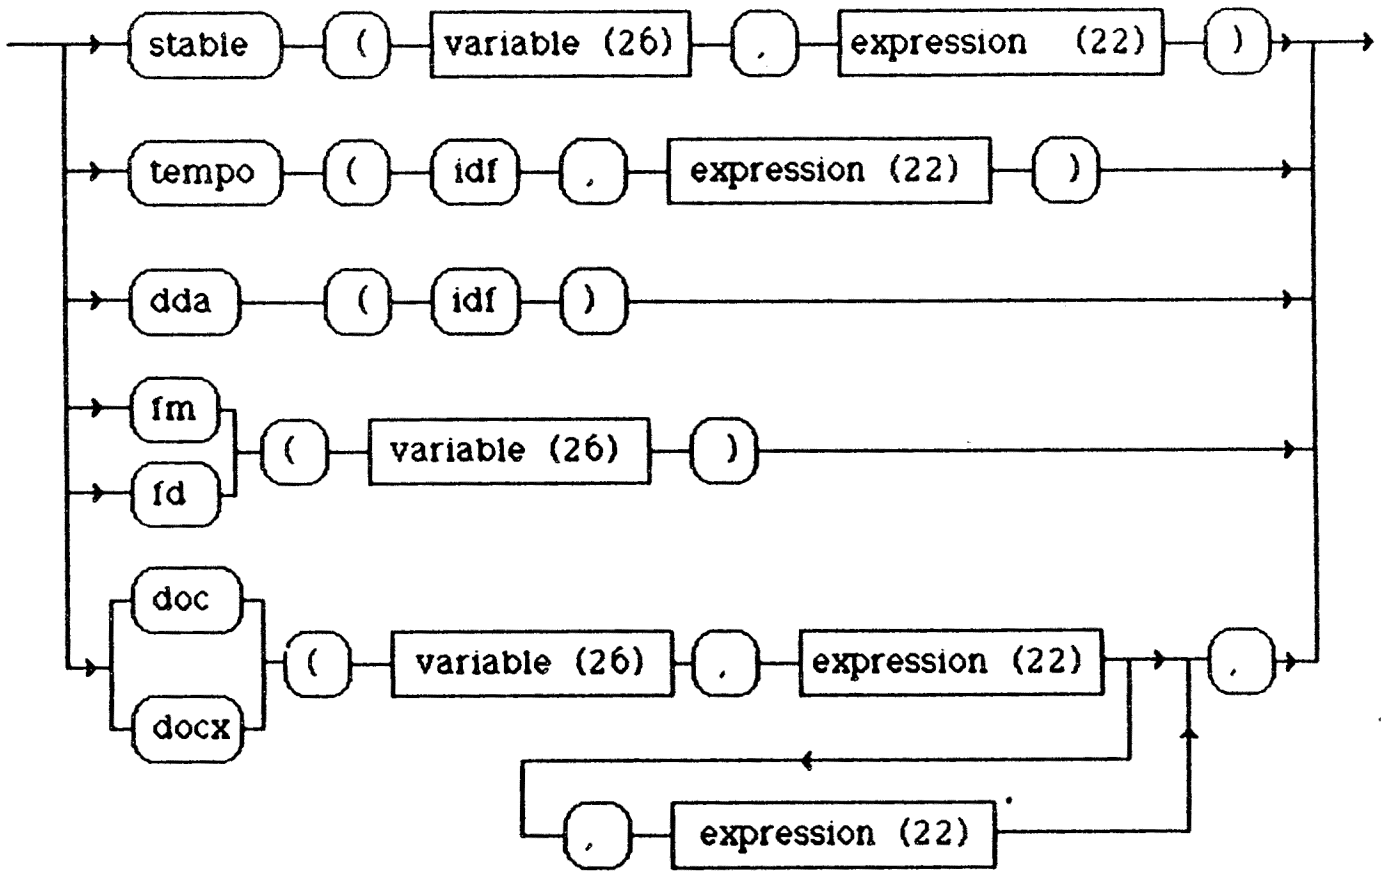 stable ( variable (26) , expression (22) )
tempo ( idf , expression (22) )
dda ( idf )
fm
( variable (26) )
fd
doc
( variable (26) , expression (22) ,
docx
, expression (22)